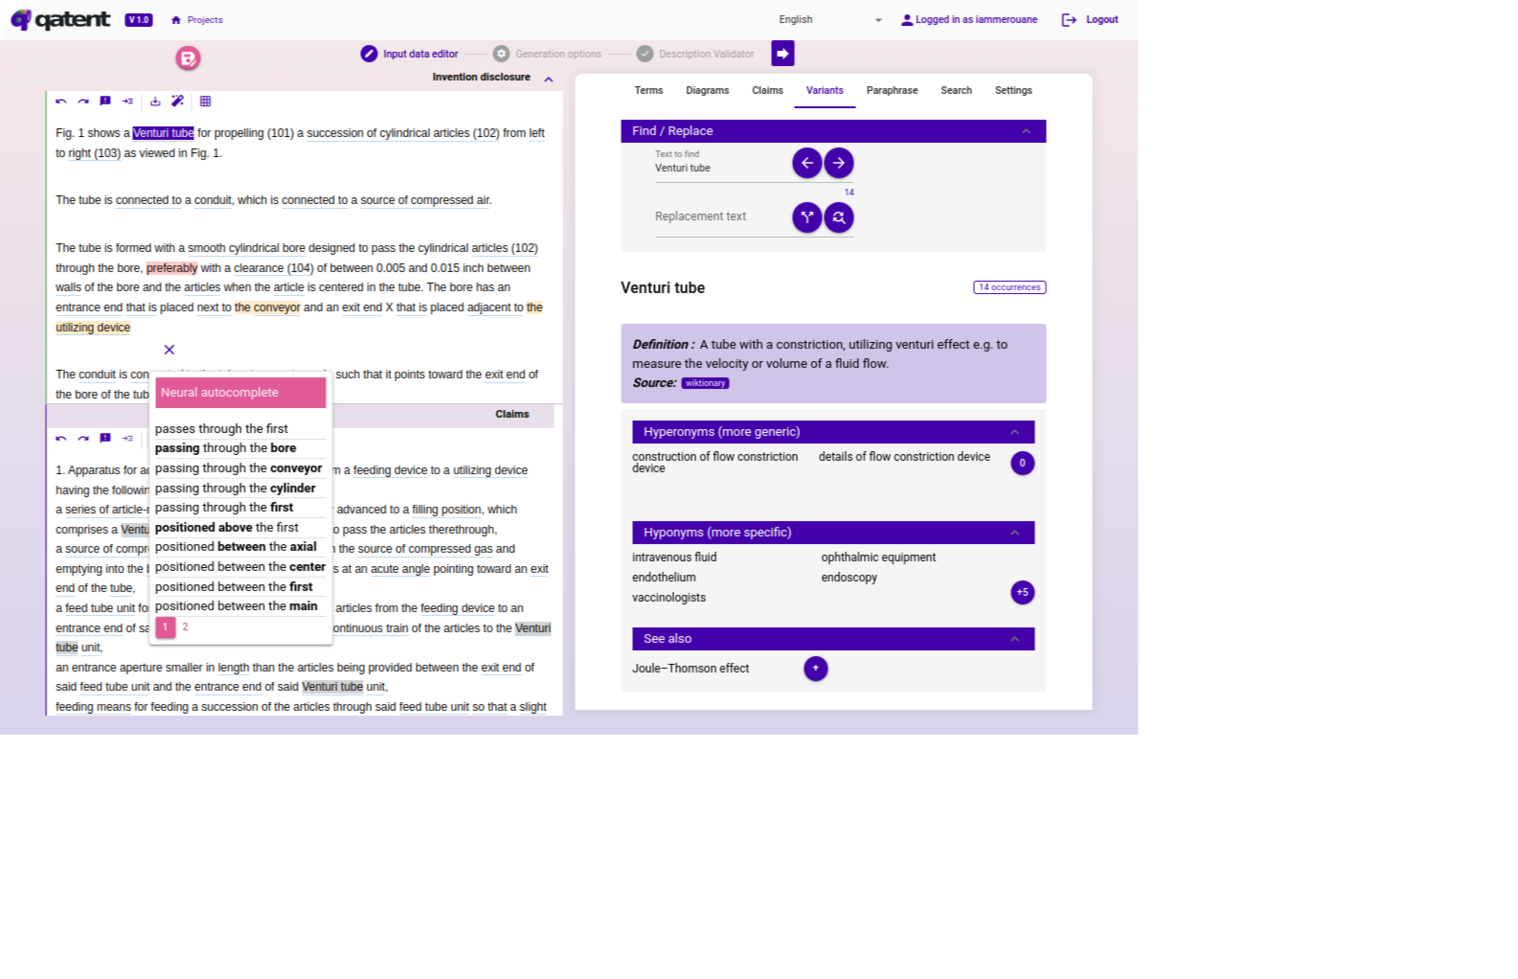 qatent V 1.0 Projects English Logged in as iammerouane Logout
Input data editor Generation options Description Validator
Invention disclosure
Fig. 1 shows a Venturi tube for propelling (101) a succession of cylindrical articles (102) from left
to right (103) as viewed in Fig. 1.
The tube is connected to a conduit, which is connected to a source of compressed air.
The tube is formed with a smooth cylindrical bore designed to pass the cylindrical articles (102)
through the bore, preferably with a clearance (104) of between 0.005 and 0.015 inch between
walls of the bore and the articles when the article is centered in the tube. The bore has an
entrance end that is placed next to the conveyor and an exit end X that is placed adjacent to the
utilizing device
The conduit is con such that it points toward the exit end of
the bore of the tub
Neural autocomplete
passes through the first
passing through the bore
passing through the conveyor
passing through the cylinder
passing through the first
positioned above the first
positioned between the axial
positioned between the center
positioned between the first
positioned between the main
1 2
Claims
1. Apparatus for a m a feeding device to a utilizing device
having the followin
a series of article- advanced to a filling position, which
comprises a Ventu o pass the articles therethrough,
a source of compr the source of compressed gas and
emptying into the s at an acute angle pointing toward an exit
end of the tube,
a feed tube unit fo articles from the feeding device to an
entrance end of sa ontinuous train of the articles to the Venturi
tube unit,
an entrance aperture smaller in length than the articles being provided between the exit end of
said feed tube unit and the entrance end of said Venturi tube unit,
feeding means for feeding a succession of the articles through said feed tube unit so that a slight
Terms Diagrams Claims Variants Paraphrase Search Settings
Find / Replace
Text to find
Venturi tube
14
Replacement text
Venturi tube 14 occurrences
Definition : A tube with a constriction, utilizing venturi effect e.g. to
measure the velocity or volume of a fluid flow.
Source: wiktionary
Hyperonyms (more generic)
construction of flow constriction details of flow constriction device 0
device
Hyponyms (more specific)
intravenous fluid ophthalmic equipment
endothelium endoscopy
vaccinologists +5
See also
Joule–Thomson effect +